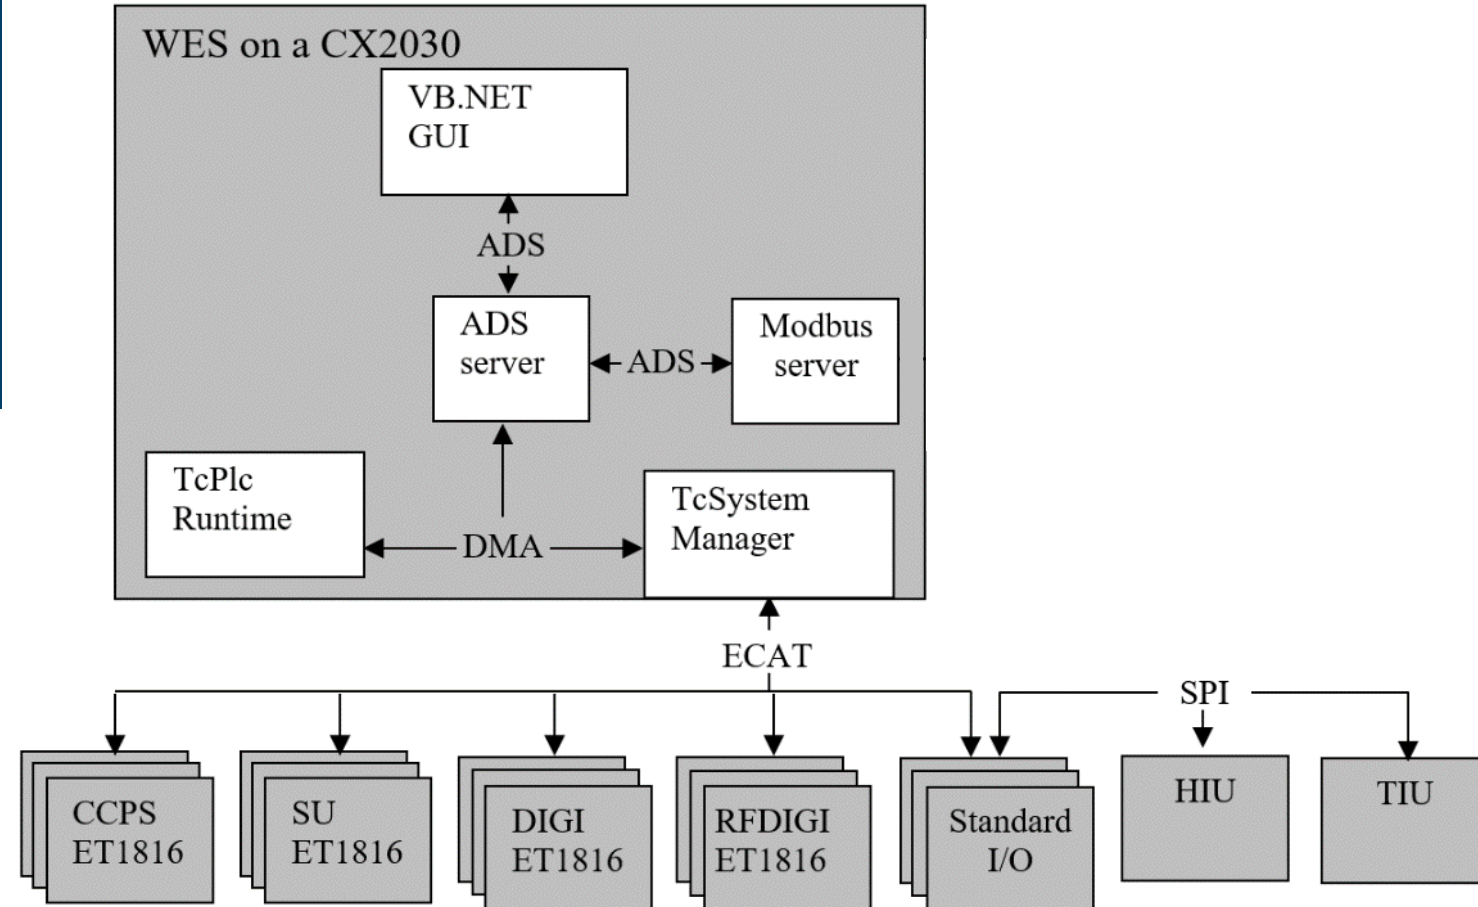 WES on a CX2030
VB.NET
GUI
ADS
ADS
server
ADS
Modbus
server
TcPlc
Runtime
DMA
TcSystem
Manager
ECAT
SPI
CCPS
ET1816
SU
ET1816
DIGI
ET1816
RFDIGI
ET1816
Standard
I/O
HIU
TIU